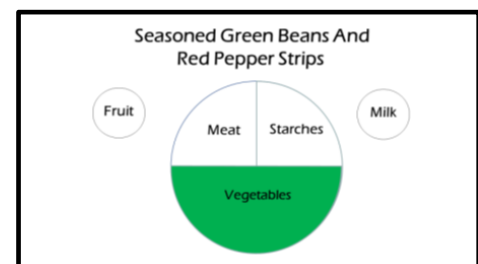 Seasoned Green Beans And
Red Pepper Strips
Fruit
Meat
Starches
Milk
Vegetables